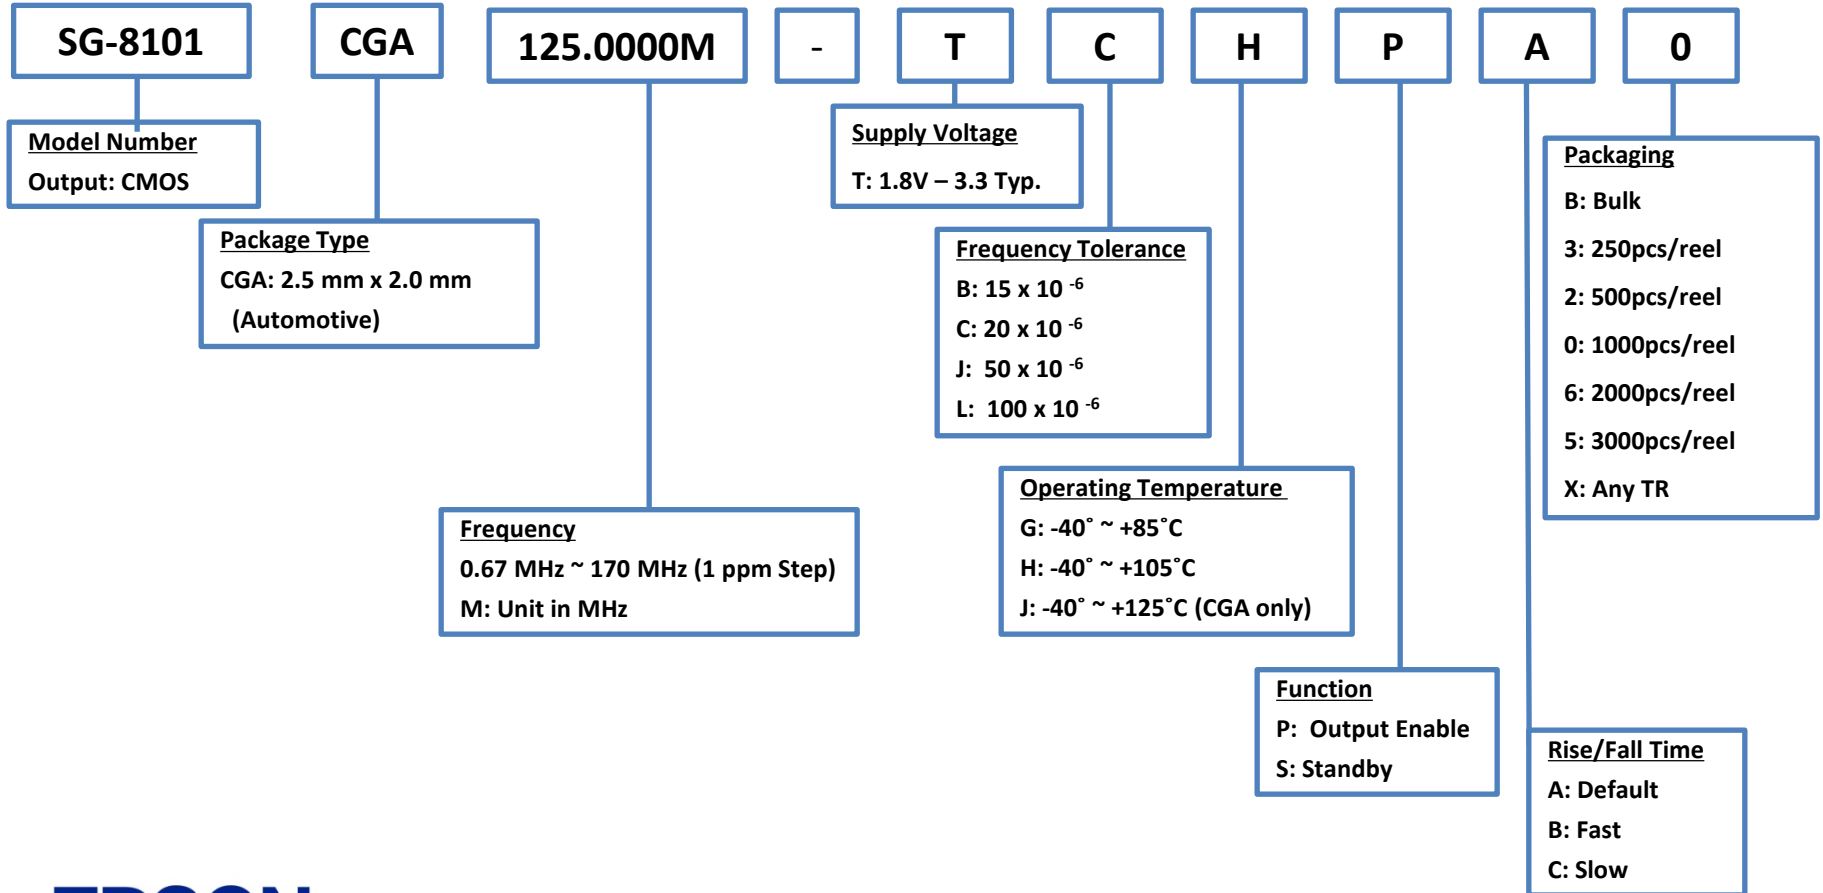 SG-8101 CGA 125.0000M - T C H P A 0
Model Number
Output: CMOS
Package Type
CGA: 2.5 mm x 2.0 mm
(Automotive)
Frequency
0.67 MHz ~ 170 MHz (1 ppm Step)
M: Unit in MHz
Supply Voltage
T: 1.8V – 3.3 Typ.
Frequency Tolerance
B: 15 x 10 -6
C: 20 x 10 -6
J: 50 x 10 -6
L: 100 x 10 -6
Operating Temperature
G: -40˚ ~ +85˚C
H: -40˚ ~ +105˚C
J: -40˚ ~ +125˚C (CGA only)
Function
P: Output Enable
S: Standby
Rise/Fall Time
A: Default
B: Fast
C: Slow
Packaging
B: Bulk
3: 250pcs/reel
2: 500pcs/reel
0: 1000pcs/reel
6: 2000pcs/reel
5: 3000pcs/reel
X: Any TR